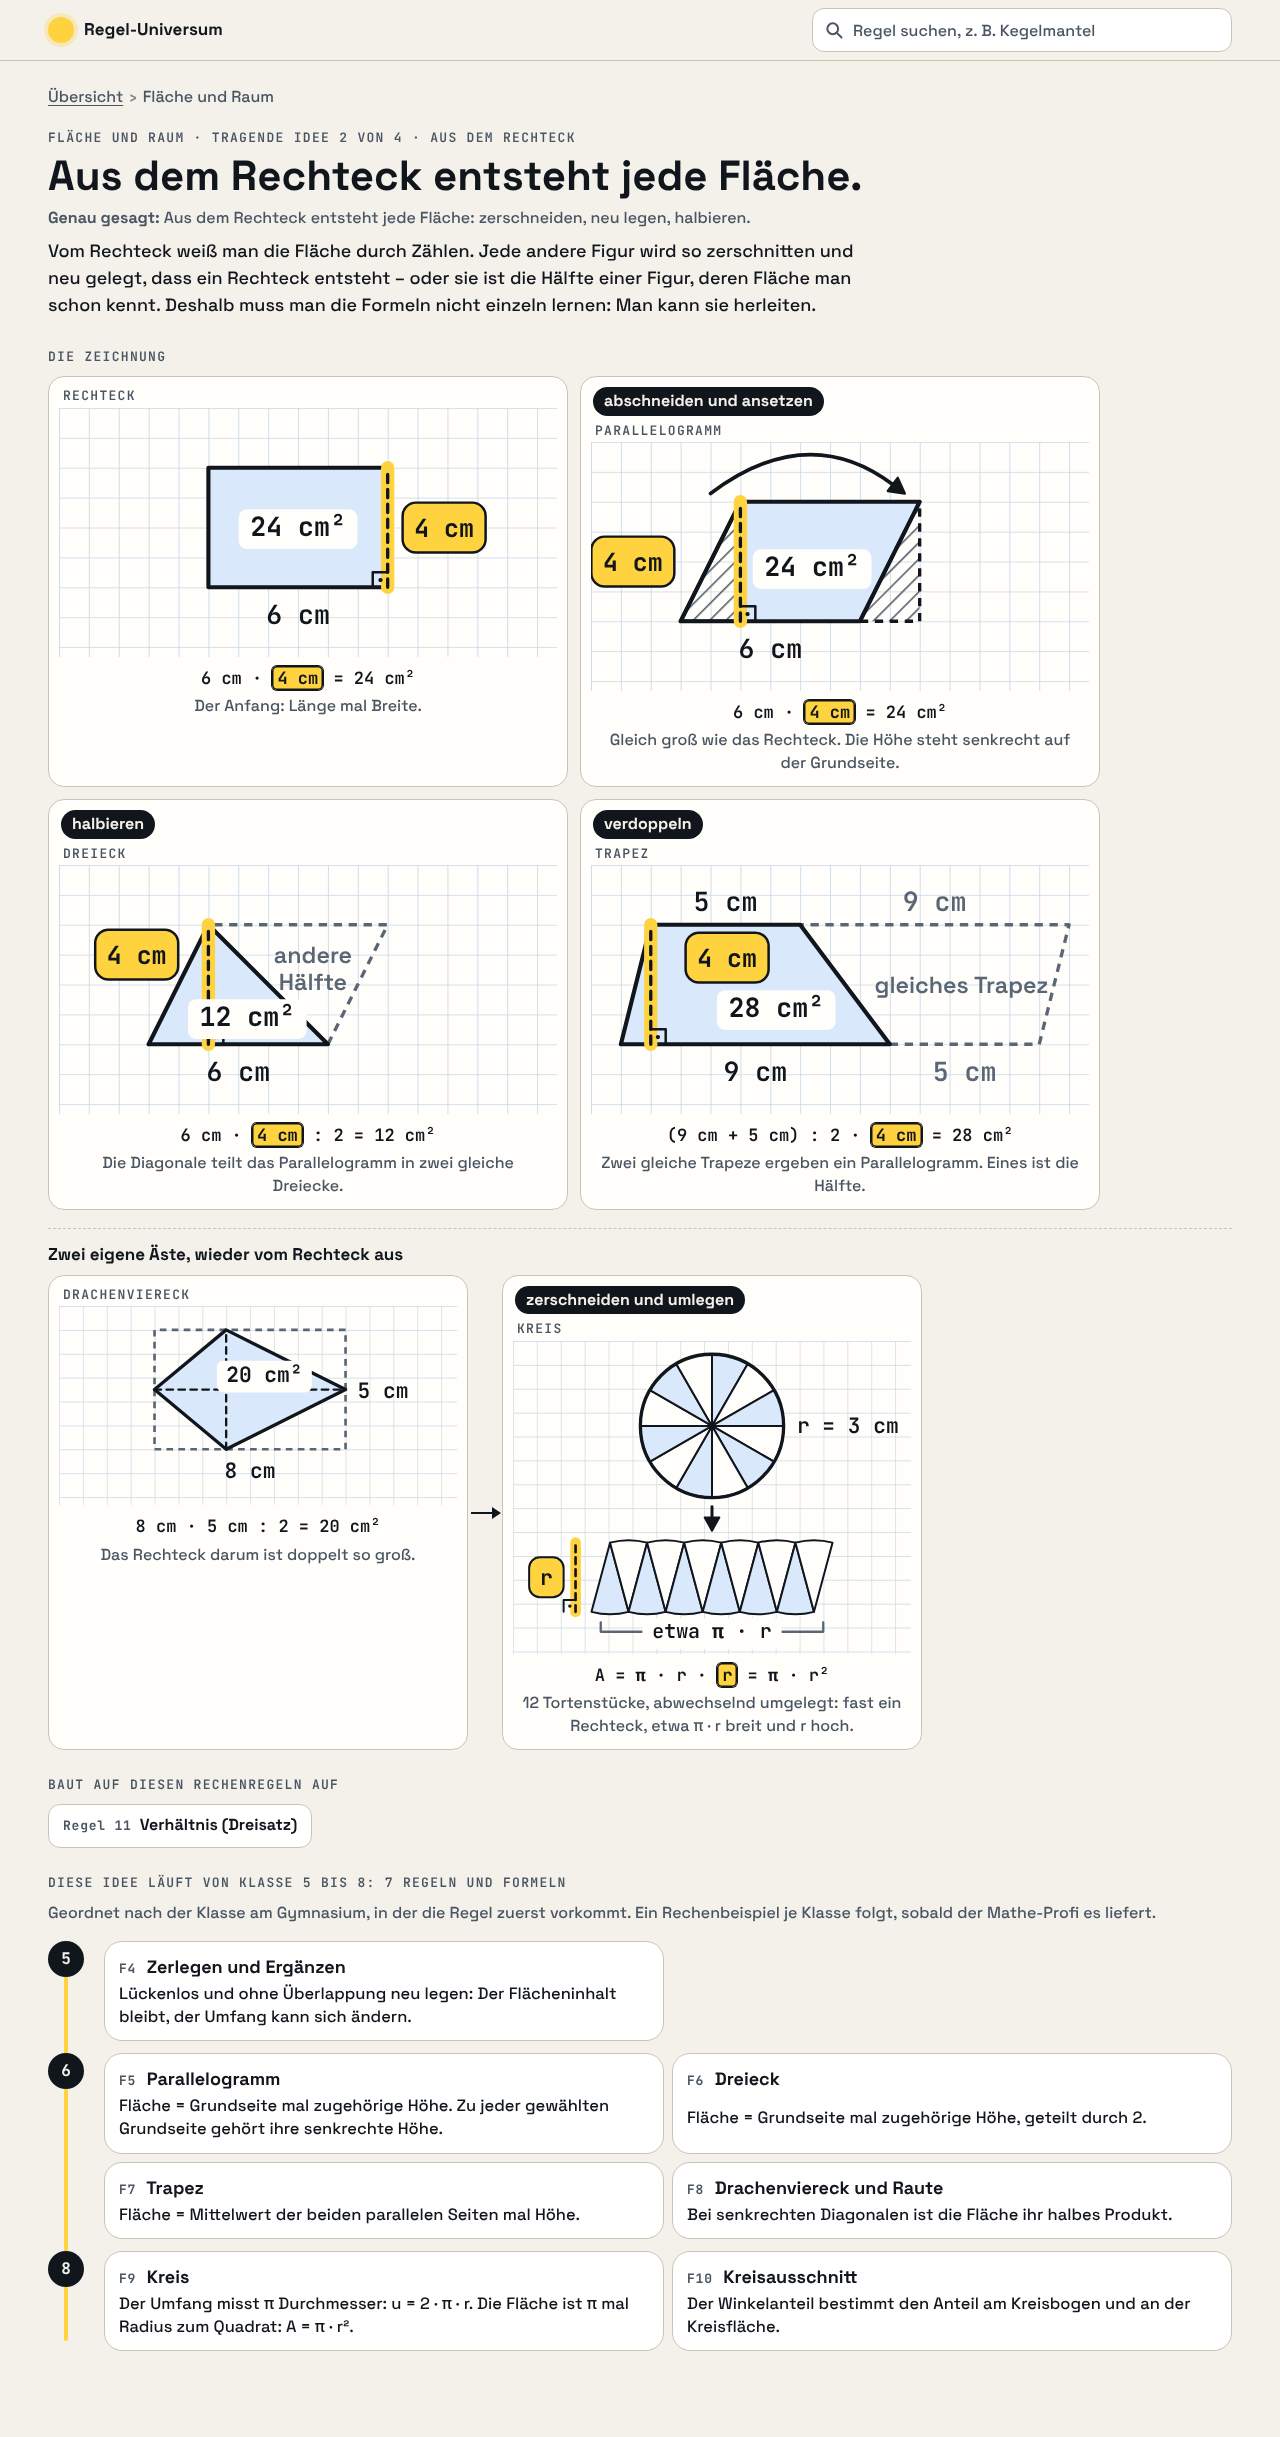 Regel-Universum
Regel suchen, z. B. Kegelmantel
Übersicht > Fläche und Raum
FLÄCHE UND RAUM · TRAGENDE IDEE 2 VON 4 · AUS DEM RECHTECK
Aus dem Rechteck entsteht jede Fläche.
Genau gesagt: Aus dem Rechteck entsteht jede Fläche: zerschneiden, neu legen, halbieren.
Vom Rechteck weiß man die Fläche durch Zählen. Jede andere Figur wird so zerschnitten und
neu gelegt, dass ein Rechteck entsteht – oder sie ist die Hälfte einer Figur, deren Fläche man
schon kennt. Deshalb muss man die Formeln nicht einzeln lernen: Man kann sie herleiten.
DIE ZEICHNUNG
RECHTECK
24 cm²
4 cm
6 cm
6 cm · 4 cm = 24 cm²
Der Anfang: Länge mal Breite.
abschneiden und ansetzen
PARALLELOGRAMM
4 cm
24 cm²
6 cm
6 cm · 4 cm = 24 cm²
Gleich groß wie das Rechteck. Die Höhe steht senkrecht auf
der Grundseite.
halbieren
DREIECK
4 cm
andere
Hälfte
12 cm²
6 cm
6 cm · 4 cm : 2 = 12 cm²
Die Diagonale teilt das Parallelogramm in zwei gleiche
Dreiecke.
verdoppeln
TRAPEZ
5 cm
9 cm
4 cm
gleiches Trapez
28 cm²
9 cm
5 cm
(9 cm + 5 cm) : 2 · 4 cm = 28 cm²
Zwei gleiche Trapeze ergeben ein Parallelogramm. Eines ist die
Hälfte.
Zwei eigene Äste, wieder vom Rechteck aus
DRACHENVIERECK
20 cm²
5 cm
8 cm
8 cm · 5 cm : 2 = 20 cm²
Das Rechteck darum ist doppelt so groß.
zerschneiden und umlegen
KREIS
r = 3 cm
r
etwa π · r
A = π · r · r = π · r²
12 Tortenstücke, abwechselnd umgelegt: fast ein
Rechteck, etwa π · r breit und r hoch.
BAUT AUF DIESEN RECHENREGELN AUF
Regel 11 Verhältnis (Dreisatz)
DIESE IDEE LÄUFT VON KLASSE 5 BIS 8: 7 REGELN UND FORMELN
Geordnet nach der Klasse am Gymnasium, in der die Regel zuerst vorkommt. Ein Rechenbeispiel je Klasse folgt, sobald der Mathe-Profi es liefert.
5
F4 Zerlegen und Ergänzen
Lückenlos und ohne Überlappung neu legen: Der Flächeninhalt
bleibt, der Umfang kann sich ändern.
6
F5 Parallelogramm
Fläche = Grundseite mal zugehörige Höhe. Zu jeder gewählten
Grundseite gehört ihre senkrechte Höhe.
F6 Dreieck
Fläche = Grundseite mal zugehörige Höhe, geteilt durch 2.
F7 Trapez
Fläche = Mittelwert der beiden parallelen Seiten mal Höhe.
F8 Drachenviereck und Raute
Bei senkrechten Diagonalen ist die Fläche ihr halbes Produkt.
8
F9 Kreis
Der Umfang misst π Durchmesser: u = 2 · π · r. Die Fläche ist π mal
Radius zum Quadrat: A = π · r².
F10 Kreisausschnitt
Der Winkelanteil bestimmt den Anteil am Kreisbogen und an der
Kreisfläche.